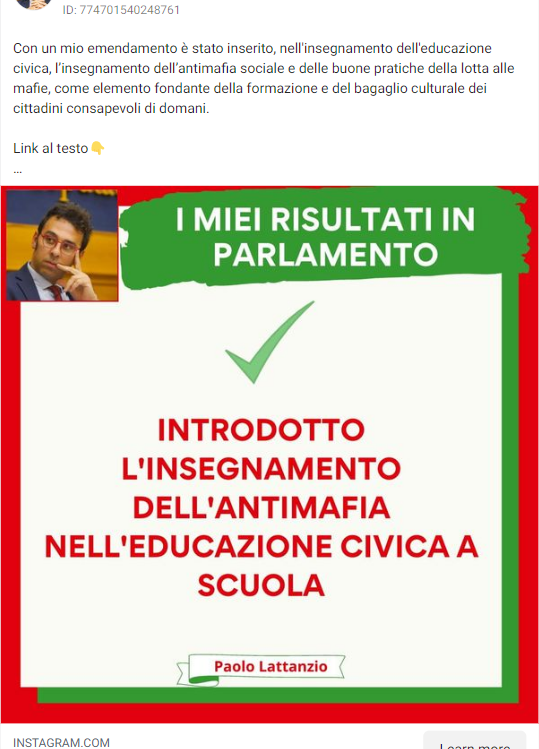 ID: 774701540248761
Con un mio emendamento è stato inserito, nell'insegnamento dell'educazione
civica, l'insegnamento dell'antimafia sociale e delle buone pratiche della lotta alle
mafie, come elemento fondante della formazione e del bagaglio culturale dei
cittadini consapevoli di domani.
Link al testo👇
...
I MIEI RISULTATI IN
PARLAMENTO
INTRODOTTO
L'INSEGNAMENTO
DELL'ANTIMAFIA
NELL'EDUCAZIONE CIVICA A
SCUOLA
Paolo Lattanzio
INSTAGRAM.COM
Learn more